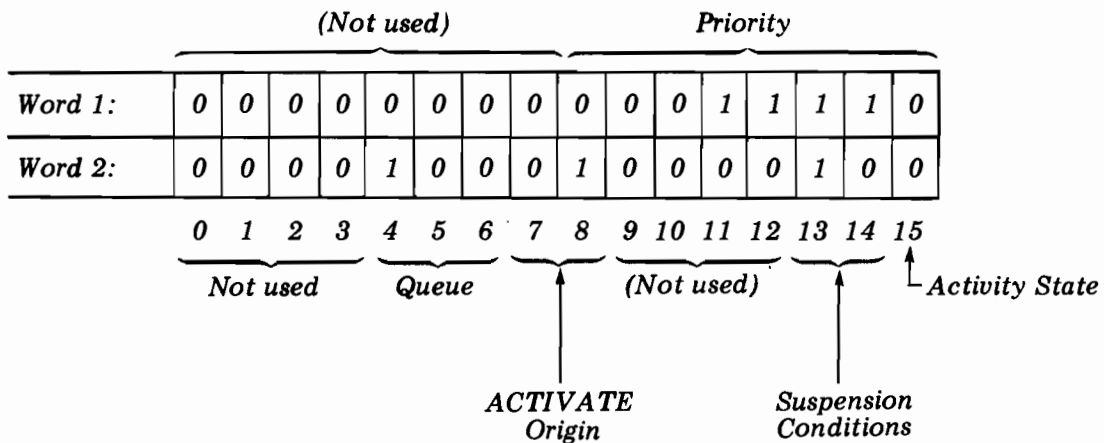 (Not used) Priority
Word 1: 0 0 0 0 0 0 0 0 0 0 0 1 1 1 1 0
Word 2: 0 0 0 0 1 0 0 0 1 0 0 0 0 1 0 0
0 1 2 3 4 5 6 7 8 9 10 11 12 13 14 15
Not used Queue (Not used) Activity State
ACTIVATE Suspension
Origin Conditions